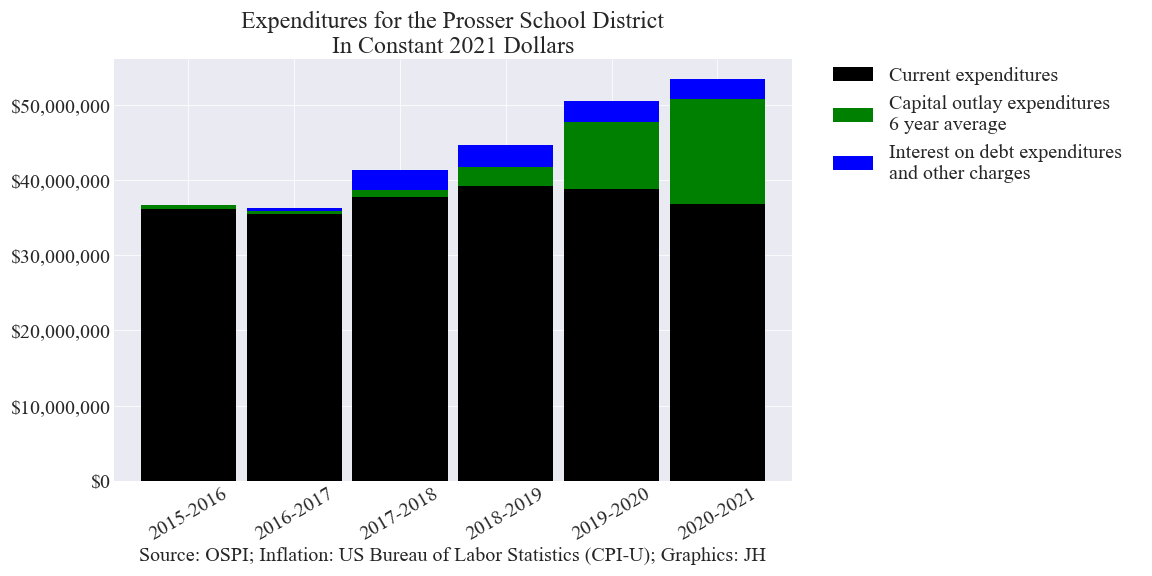 Expenditures for the Prosser School District
In Constant 2021 Dollars
Current expenditures
Capital outlay expenditures
6 year average
Interest on debt expenditures
and other charges
$50,000,000
$40,000,000
$30,000,000
$20,000,000
$10,000,000
$0
2015-2016
2016-2017
2017-2018
2018-2019
2019-2020
2020-2021
Source: OSPI; Inflation: US Bureau of Labor Statistics (CPI-U); Graphics: JH